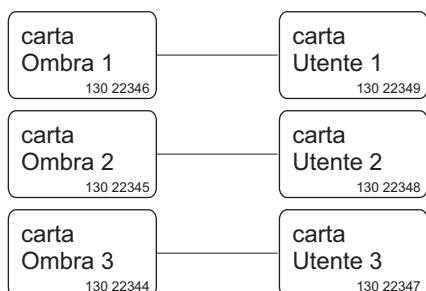 carta
Ombra 1
130 22346
carta
Utente 1
130 22349
carta
Ombra 2
130 22345
carta
Utente 2
130 22348
carta
Ombra 3
130 22344
carta
Utente 3
130 22347